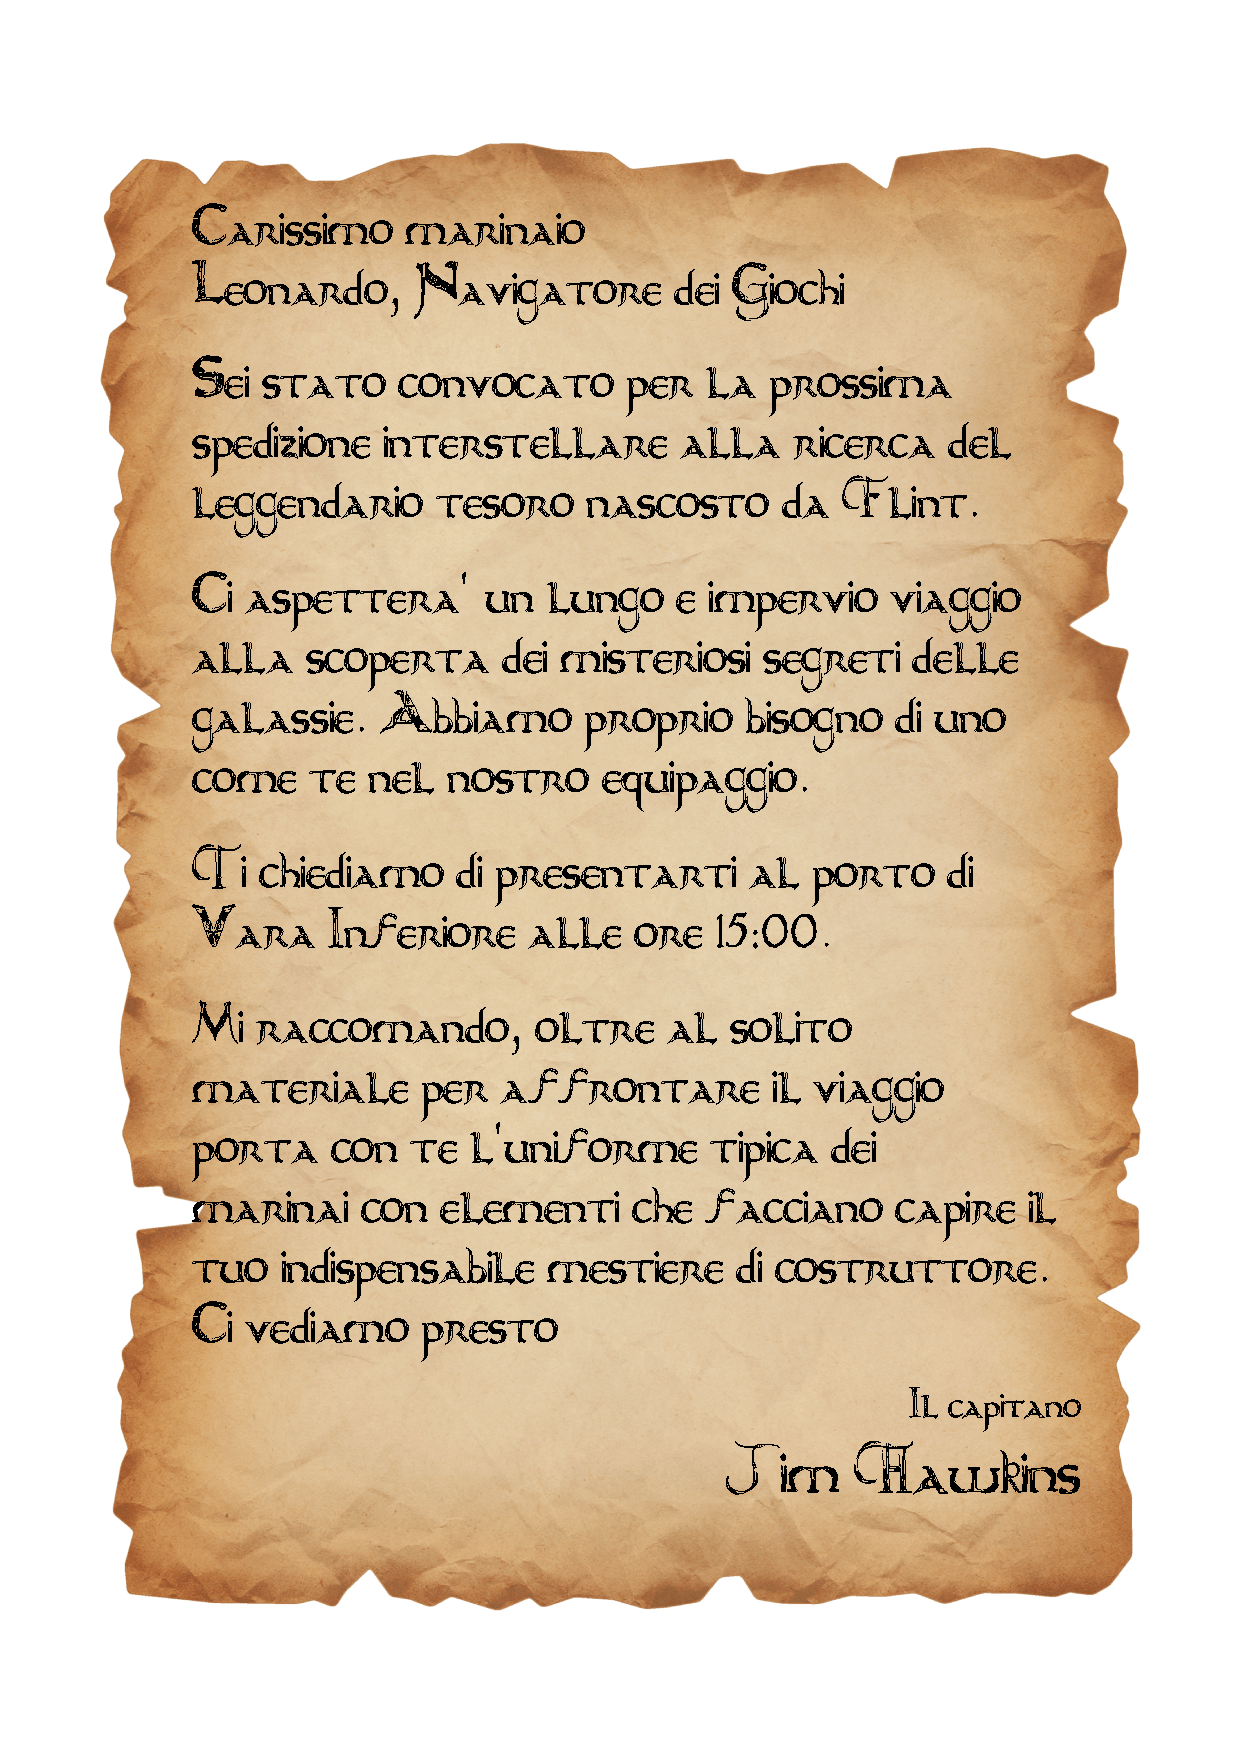 Carissimo marinaio
Leonardo, Navigatore dei Giochi
Sei stato convocato per la prossima
spedizione interstellare alla ricerca del
leggendario tesoro nascosto da Flint.
Ci aspettera' un lungo e impervio viaggio
alla scoperta dei misteriosi segreti delle
galassie. Abbiamo proprio bisogno di uno
come te nel nostro equipaggio.
Ti chiediamo di presentarti al porto di
Vara Inferiore alle ore 15:00.
Mi raccomando, oltre al solito
materiale per affrontare il viaggio
porta con te l'uniforme tipica dei
marinai con elementi che facciano capire il
tuo indispensabile mestiere di costruttore.
Ci vediamo presto
Il capitano
Jim Hawkins